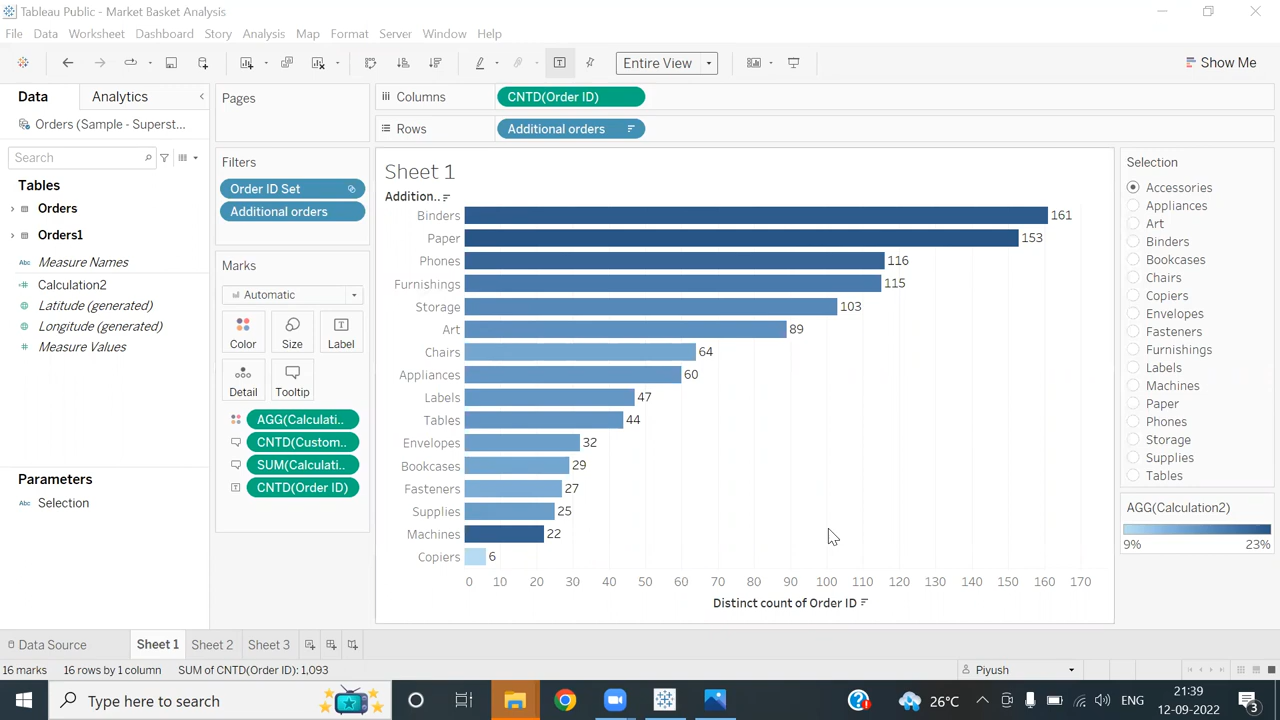 Tableau Public - Market Basket Analysis
File Data Worksheet Dashboard Story Analysis Map Format Server Window Help
Entire View
Show Me
Data Analytics
Orders (Sample - Superst...
Search
Tables
Orders
Orders1
Abc Measure Names
Calculation2
Latitude (generated)
Longitude (generated)
Measure Values
Parameters
Abc Selection
Pages
Filters
Order ID Set
Additional orders
Marks
Automatic
Color Size Label
Detail Tooltip
AGG(Calculati..
CNTD(Custom..
SUM(Calculati..
CNTD(Order ID)
Columns CNTD(Order ID)
Rows Additional orders
Sheet 1
Addition..
Binders 161
Paper 153
Phones 116
Furnishings 115
Storage 103
Art 89
Chairs 64
Appliances 60
Labels 47
Tables 44
Envelopes 32
Bookcases 29
Fasteners 27
Supplies 25
Machines 22
Copiers 6
0 10 20 30 40 50 60 70 80 90 100 110 120 130 140 150 160 170
Distinct count of Order ID
Selection
Accessories
Appliances
Art
Binders
Bookcases
Chairs
Copiers
Envelopes
Fasteners
Furnishings
Labels
Machines
Paper
Phones
Storage
Supplies
Tables
AGG(Calculation2)
9% 23%
Data Source Sheet 1 Sheet 2 Sheet 3
16 marks 16 rows by 1 column SUM of CNTD(Order ID): 1,093
Piyush
Type here to search
26°C
ENG
21:39
12-09-2022
3